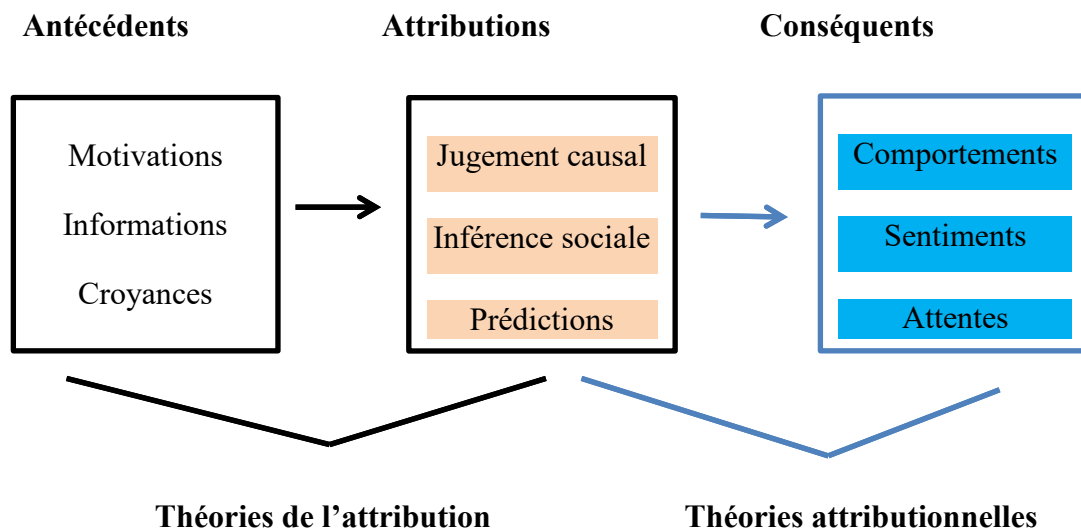 Antécédents
Attributions
Conséquents
Motivations
Informations
Croyances
Jugement causal
Inférence sociale
Prédictions
Comportements
Sentiments
Attentes
Théories de l’attribution
Théories attributionnelles